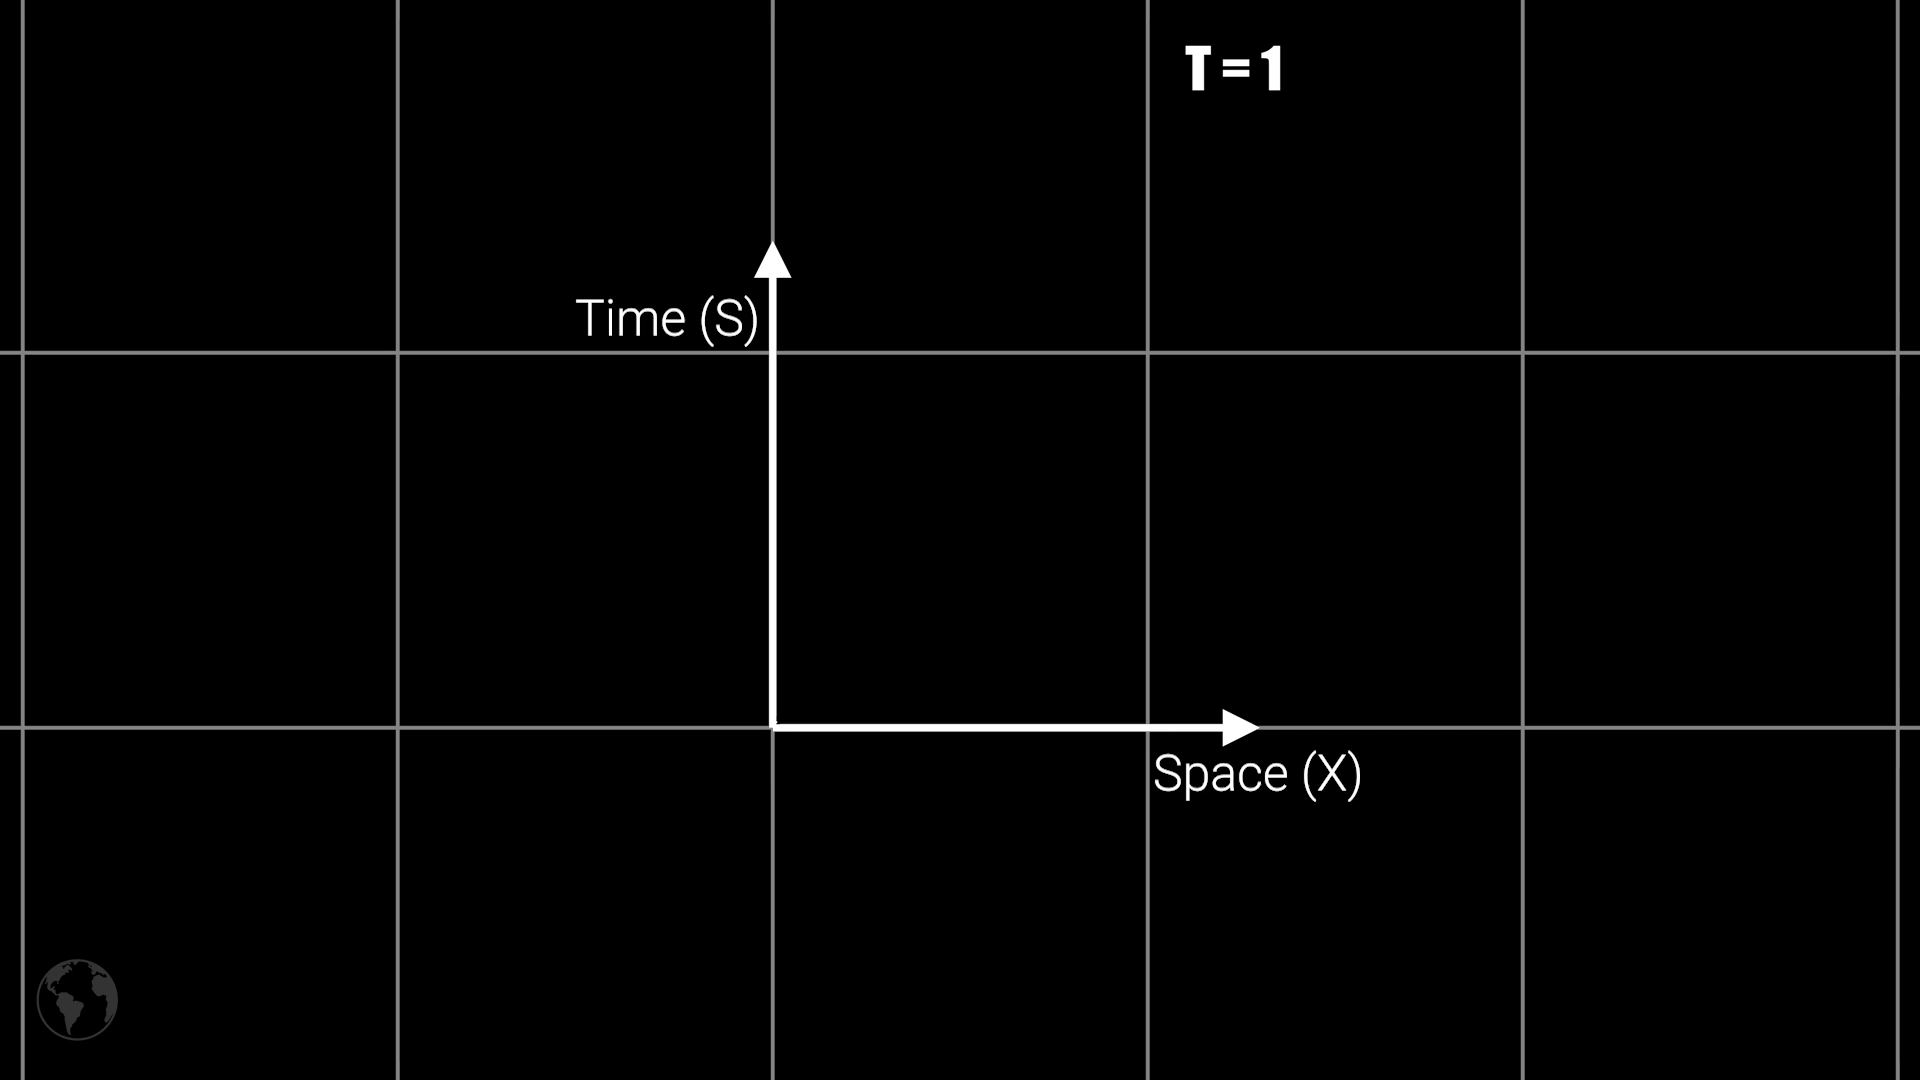 T = 1
Time (S)
Space (X)